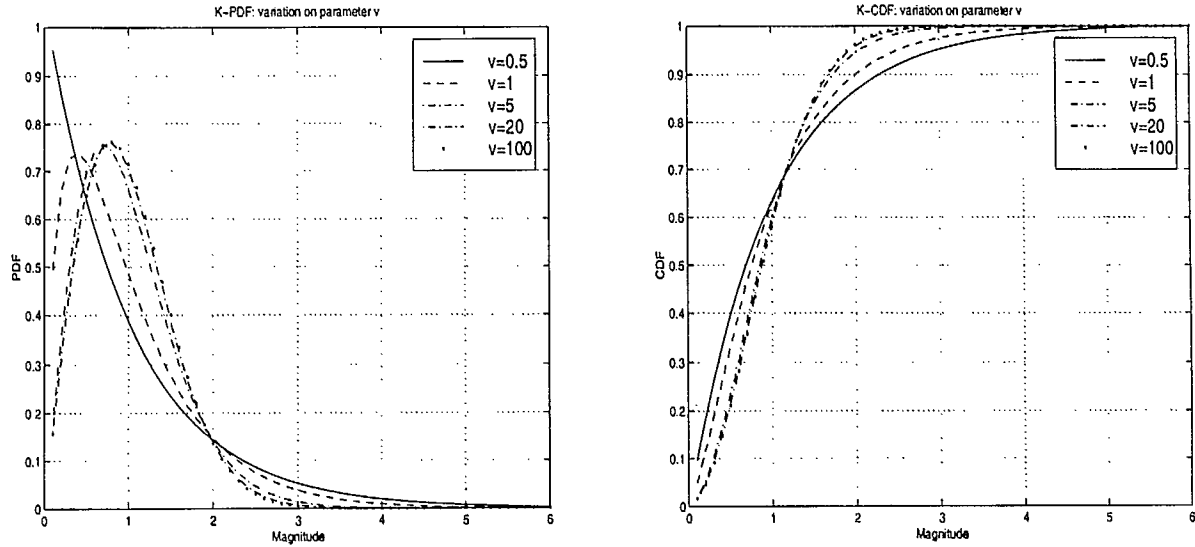 K-PDF: variation on parameter v
1
0.9
0.8
0.7
0.6
0.5
0.4
0.3
0.2
0.1
0
PDF
0 1 2 3 4 5 6
Magnitude
v=0.5
v=1
v=5
v=20
v=100
K-CDF: variation on parameter v
1
0.9
0.8
0.7
0.6
0.5
0.4
0.3
0.2
0.1
0
CDF
0 1 2 3 4 5 6
Magnitude
v=0.5
v=1
v=5
v=20
v=100